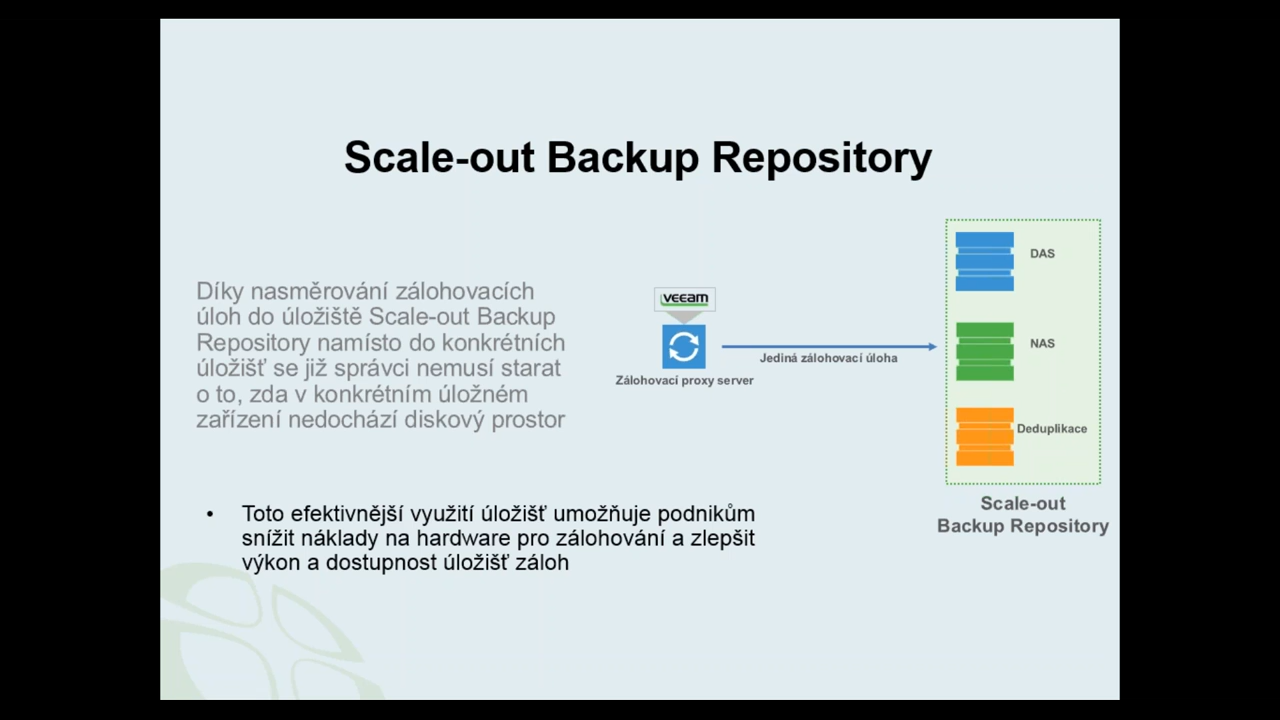 Scale-out Backup Repository
Díky nasměrování zálohovacích
úloh do úložiště Scale-out Backup
Repository namísto do konkrétních
úložišť se již správci nemusí starat
o to, zda v konkrétním úložném
zařízení nedochází diskový prostor
veeam
Zálohovací proxy server
Jediná zálohovací úloha
DAS
NAS
Deduplikace
Scale-out
Backup Repository
• Toto efektivnější využití úložišť umožňuje podnikům
snížit náklady na hardware pro zálohování a zlepšit
výkon a dostupnost úložišť záloh